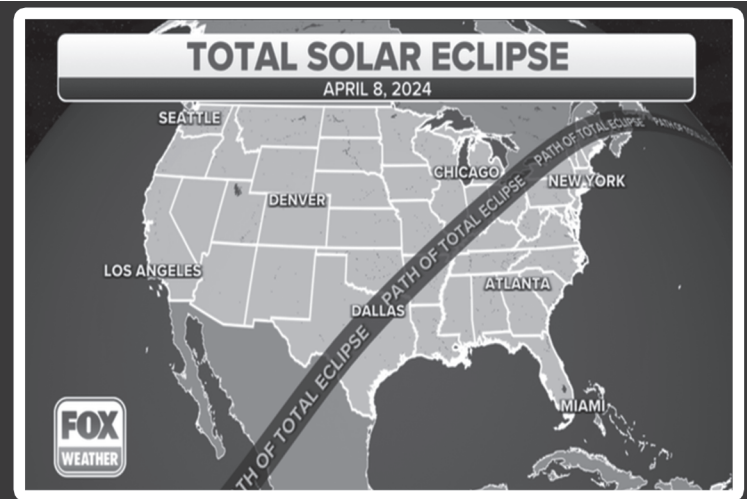 TOTAL SOLAR ECLIPSE
APRIL 8, 2024
SEATTLE
PATH OF TOTAL ECLIPSE
CHICAGO
NEW YORK
DENVER
PATH OF TOTAL ECLIPSE
LOS ANGELES
ATLANTA
DALLAS
TH OF TOTAL ECLIPSE
MIAMI
FOX
WEATHER